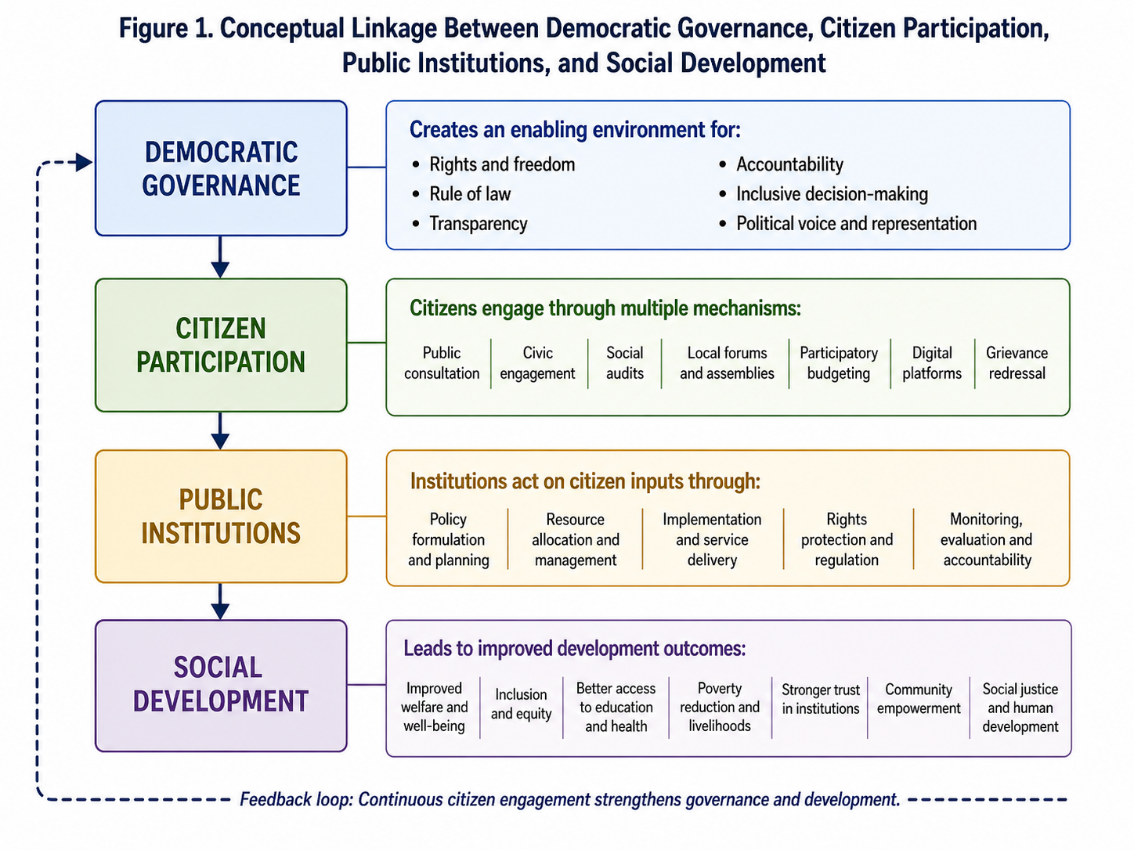 Figure 1. Conceptual Linkage Between Democratic Governance, Citizen Participation,
Public Institutions, and Social Development
DEMOCRATIC
GOVERNANCE
Creates an enabling environment for:
• Rights and freedom
• Rule of law
• Transparency
• Accountability
• Inclusive decision-making
• Political voice and representation
CITIZEN
PARTICIPATION
Citizens engage through multiple mechanisms:
Public
consultation
Civic
engagement
Social
audits
Local forums
and assemblies
Participatory
budgeting
Digital
platforms
Grievance
redressal
PUBLIC
INSTITUTIONS
Institutions act on citizen inputs through:
Policy
formulation
and planning
Resource
allocation and
management
Implementation
and service
delivery
Rights
protection and
regulation
Monitoring,
evaluation and
accountability
SOCIAL
DEVELOPMENT
Leads to improved development outcomes:
Improved
welfare and
well-being
Inclusion
and equity
Better access
to education
and health
Poverty
reduction and
livelihoods
Stronger trust
in institutions
Community
empowerment
Social justice
and human
development
Feedback loop: Continuous citizen engagement strengthens governance and development.